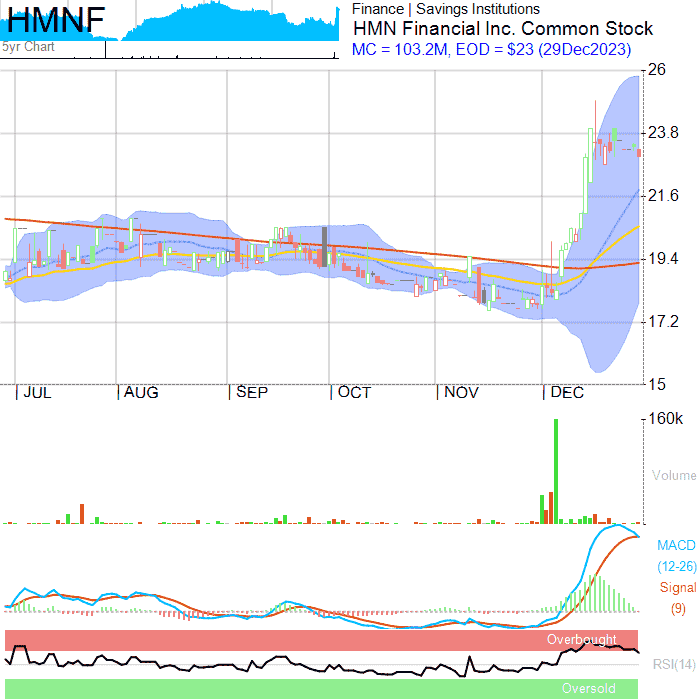 HMNF
5yr Chart
Finance | Savings Institutions
HMN Financial Inc. Common Stock
MC = 103.2M, EOD = $23 (29Dec2023)
26
23.8
21.6
19.4
17.2
15
JUL AUG SEP OCT NOV DEC
160k
Volume
MACD
(12-26)
Signal
(9)
Overbought
RSI(14)
Oversold